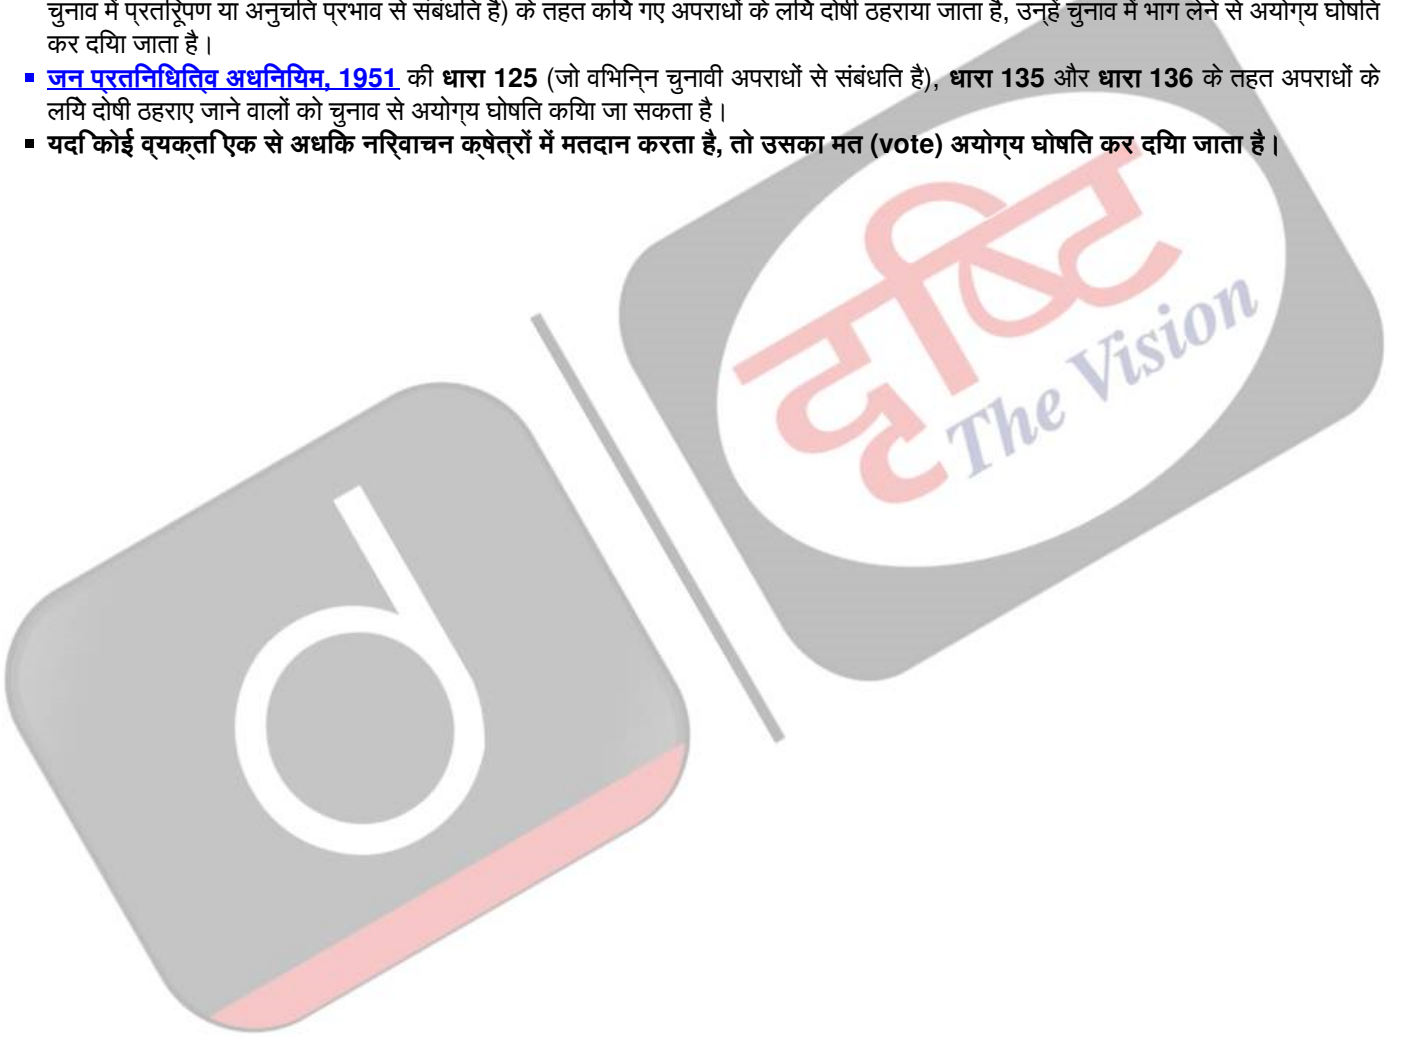 चुनाव में प्रतिरूपण या अनुचित प्रभाव से संबंधित है) के तहत किये गए अपराधों के लिये दोषी ठहराया जाता है, उन्हें चुनाव में भाग लेने से अयोग्य घोषित
कर दिया जाता है।
जन प्रतिनिधित्व अधिनियम, 1951 की धारा 125 (जो विभिन्न चुनावी अपराधों से संबंधित है), धारा 135 और धारा 136 के तहत अपराधों के
लिये दोषी ठहराए जाने वालों को चुनाव से अयोग्य घोषित किया जा सकता है।
यदि कोई व्यक्ति एक से अधिक निर्वाचन क्षेत्रों में मतदान करता है, तो उसका मत (vote) अयोग्य घोषित कर दिया जाता है।
दृष्टि
The Vision
d